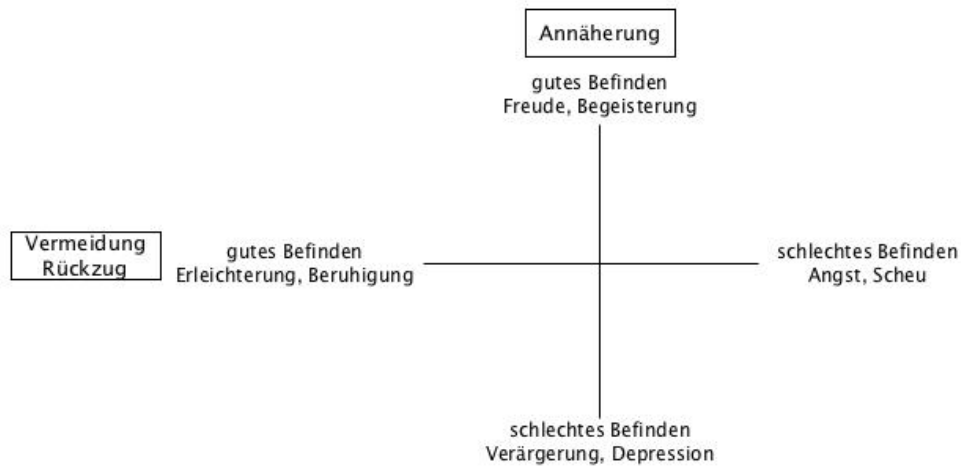 Annäherung
gutes Befinden
Freude, Begeisterung
Vermeidung
Rückzug
gutes Befinden
Erleichterung, Beruhigung
schlechtes Befinden
Angst, Scheu
schlechtes Befinden
Verärgerung, Depression